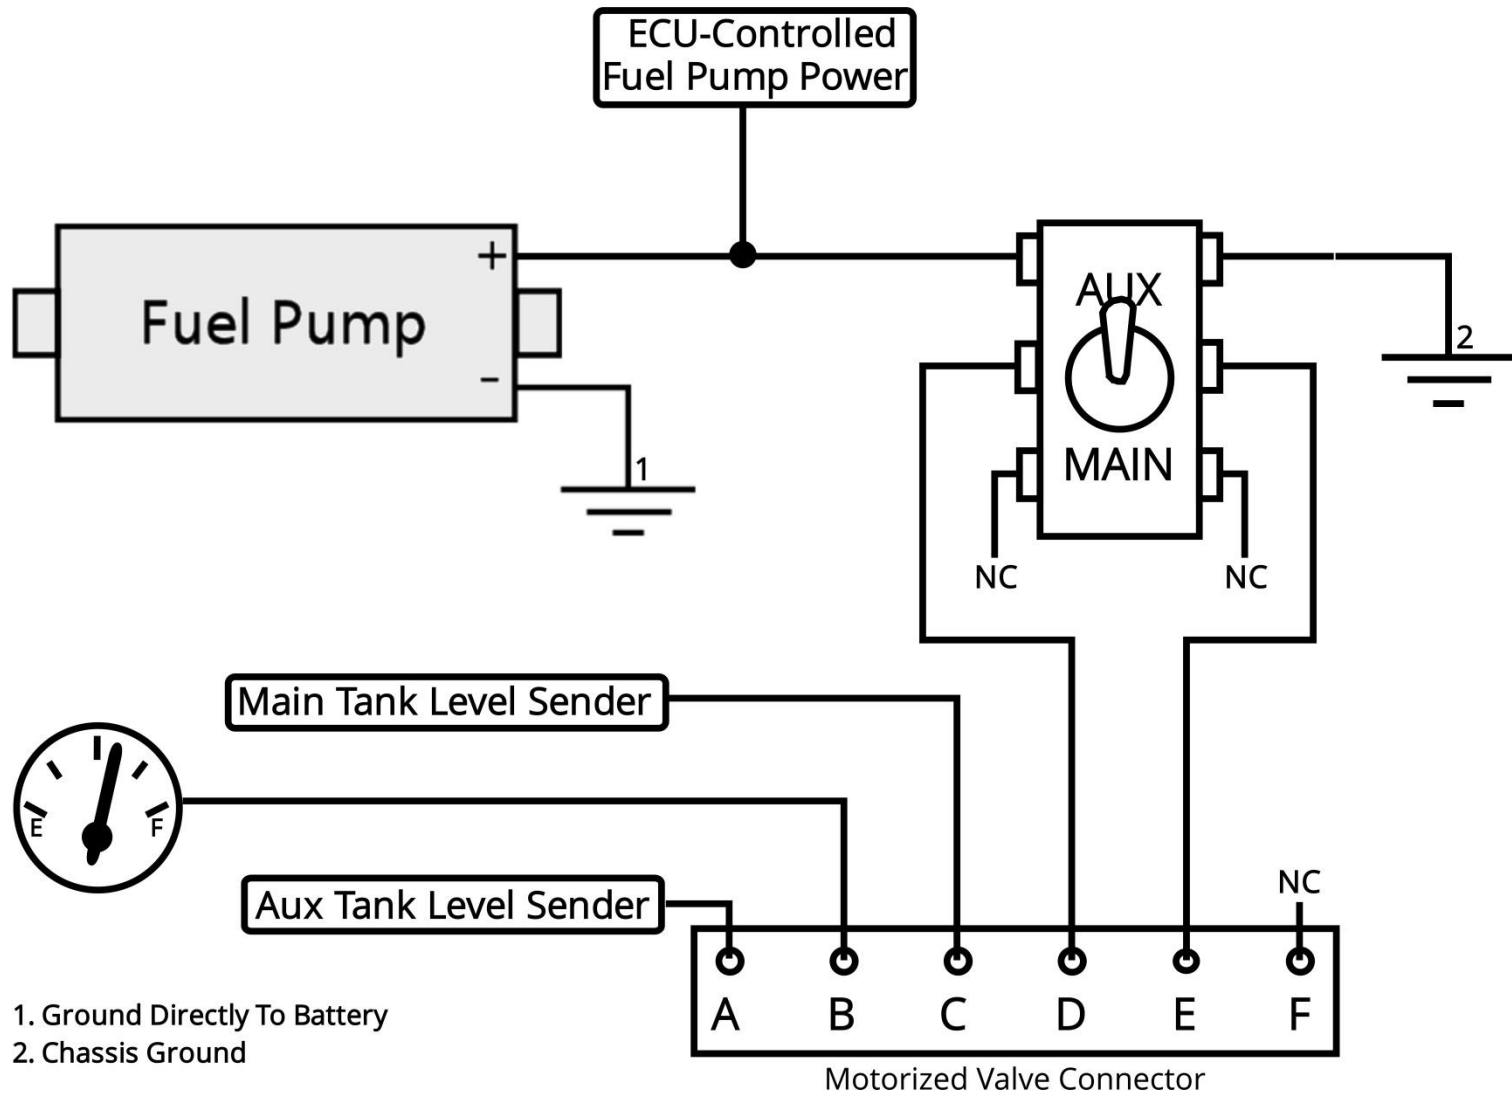 ECU-Controlled
Fuel Pump Power
+
Fuel Pump
-
1
AUX
MAIN
2
NC
NC
Main Tank Level Sender
E
F
Aux Tank Level Sender
NC
A B C D E F
Motorized Valve Connector
1. Ground Directly To Battery
2. Chassis Ground